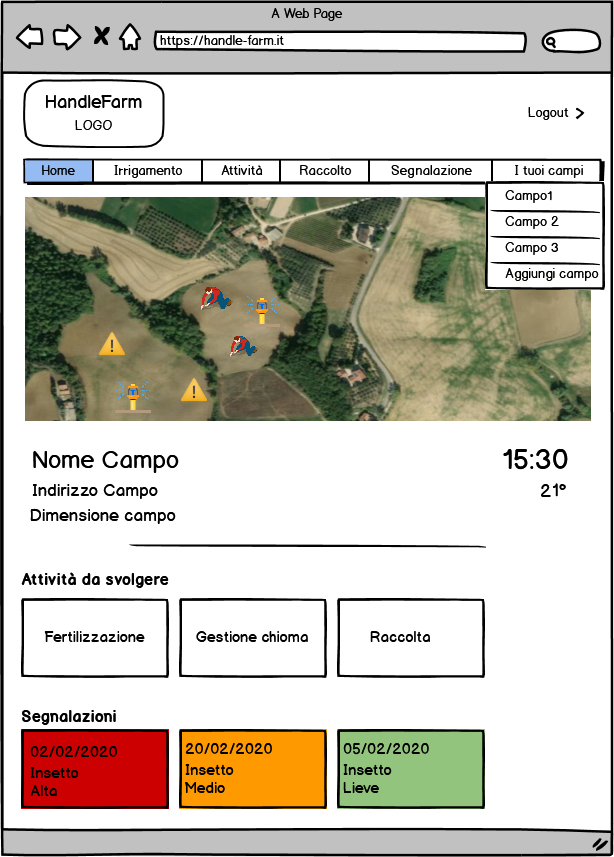 A Web Page
https://handle-farm.it
HandleFarm
LOGO
Logout
Home
Irrigamento
Attività
Raccolto
Segnalazione
I tuoi campi
Campo1
Campo 2
Campo 3
Aggiungi campo
Nome Campo
15:30
Indirizzo Campo
21°
Dimensione campo
Attività da svolgere
Fertilizzazione
Gestione chioma
Raccolta
Segnalazioni
02/02/2020
Insetto
Alta
20/02/2020
Insetto
Medio
05/02/2020
Insetto
Lieve